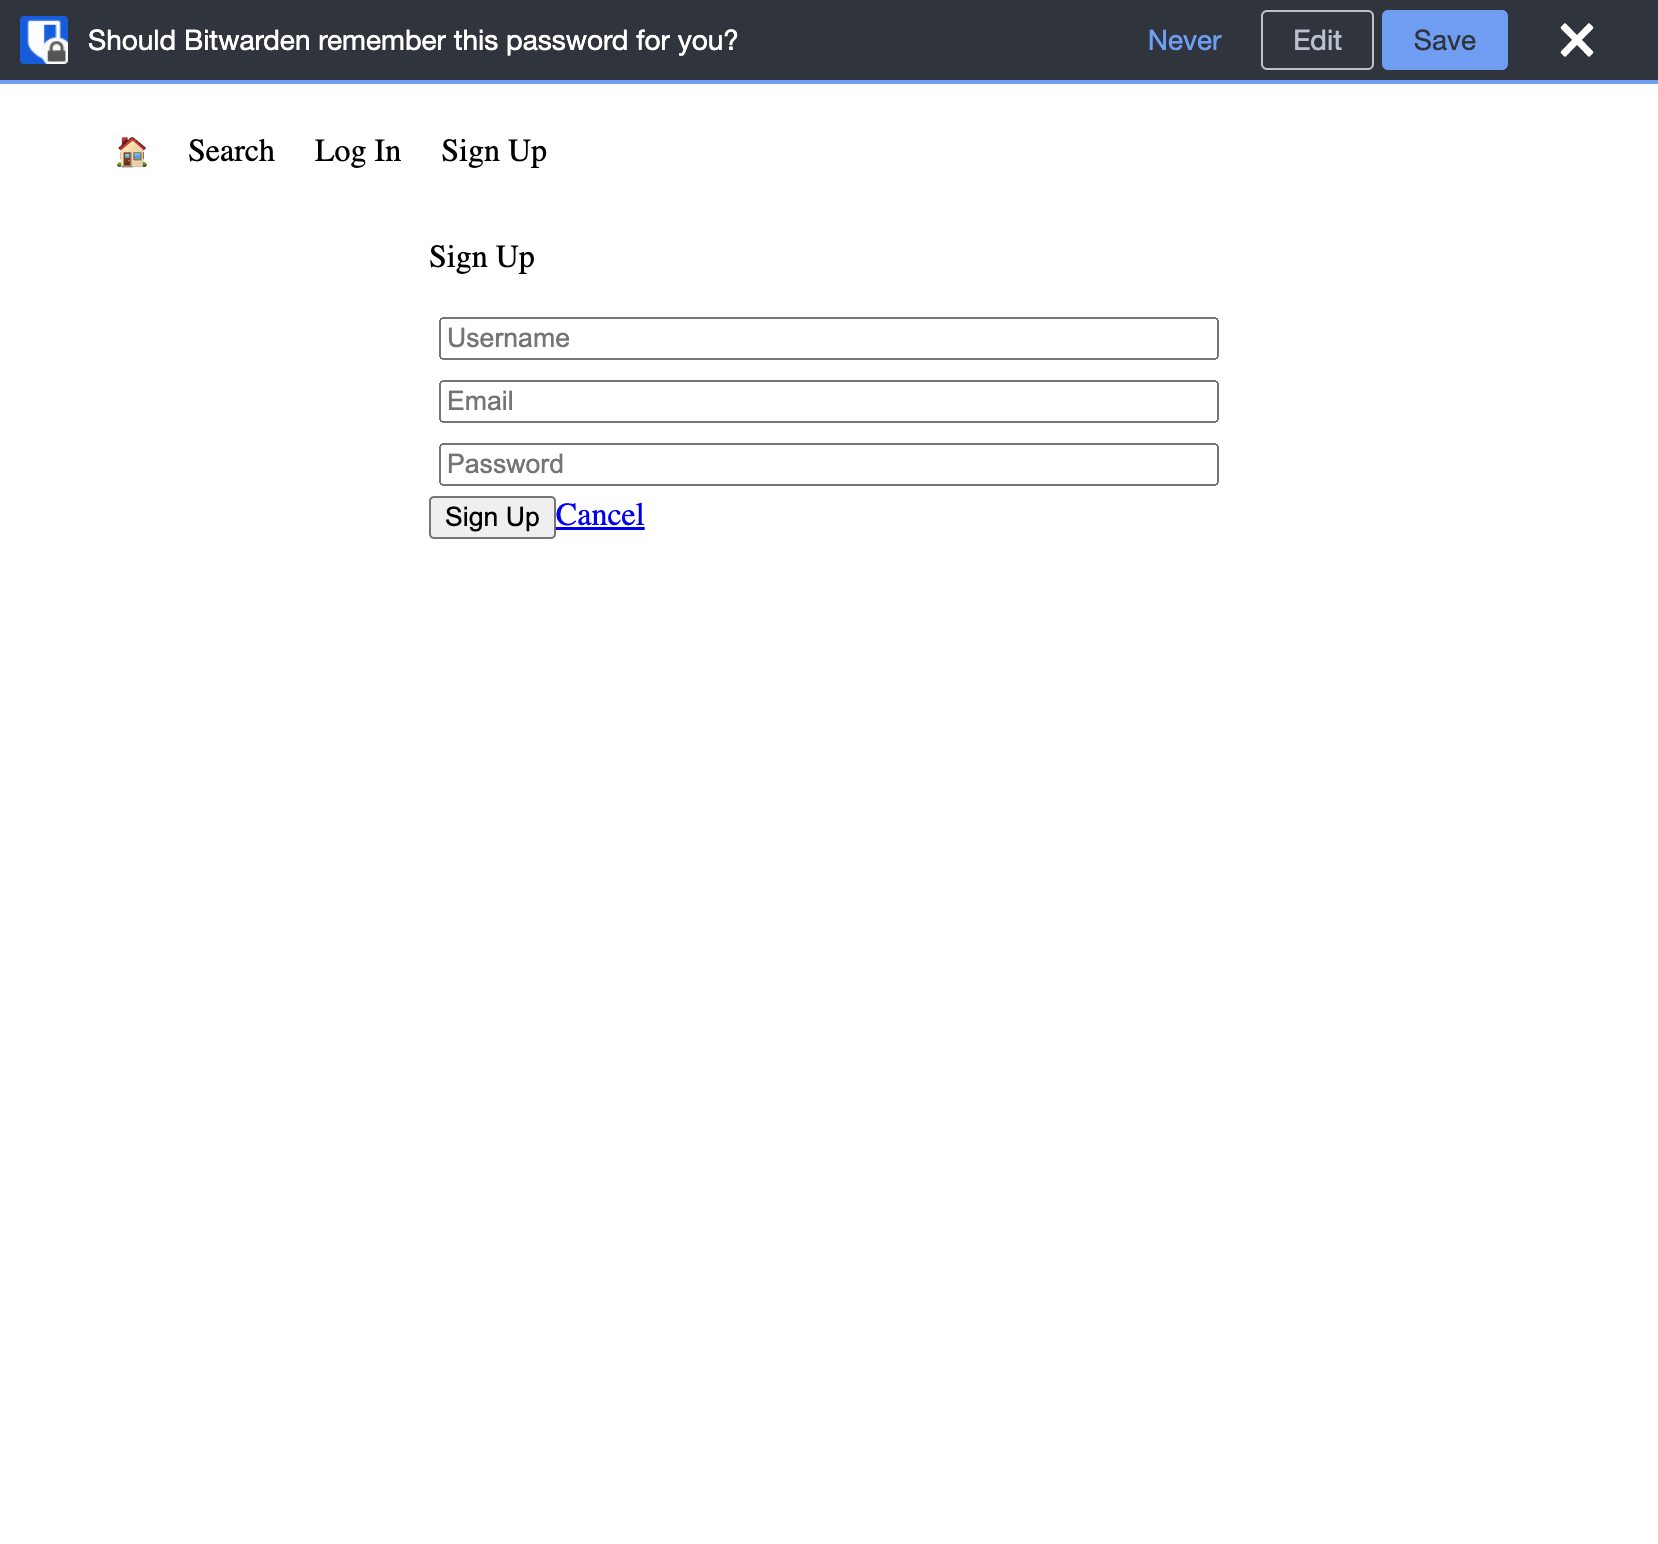 Should Bitwarden remember this password for you? Never Edit Save
Search Log In Sign Up
Sign Up
Username
Email
Password
Sign Up Cancel